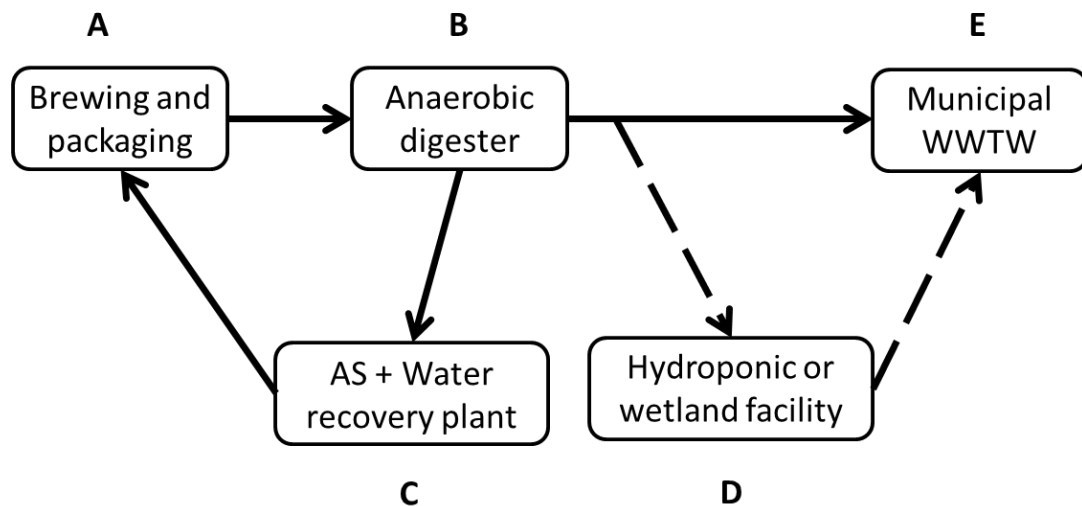 A
B
E
Brewing and
packaging
Anaerobic
digester
Municipal
WWTW
AS + Water
recovery plant
Hydroponic or
wetland facility
C
D